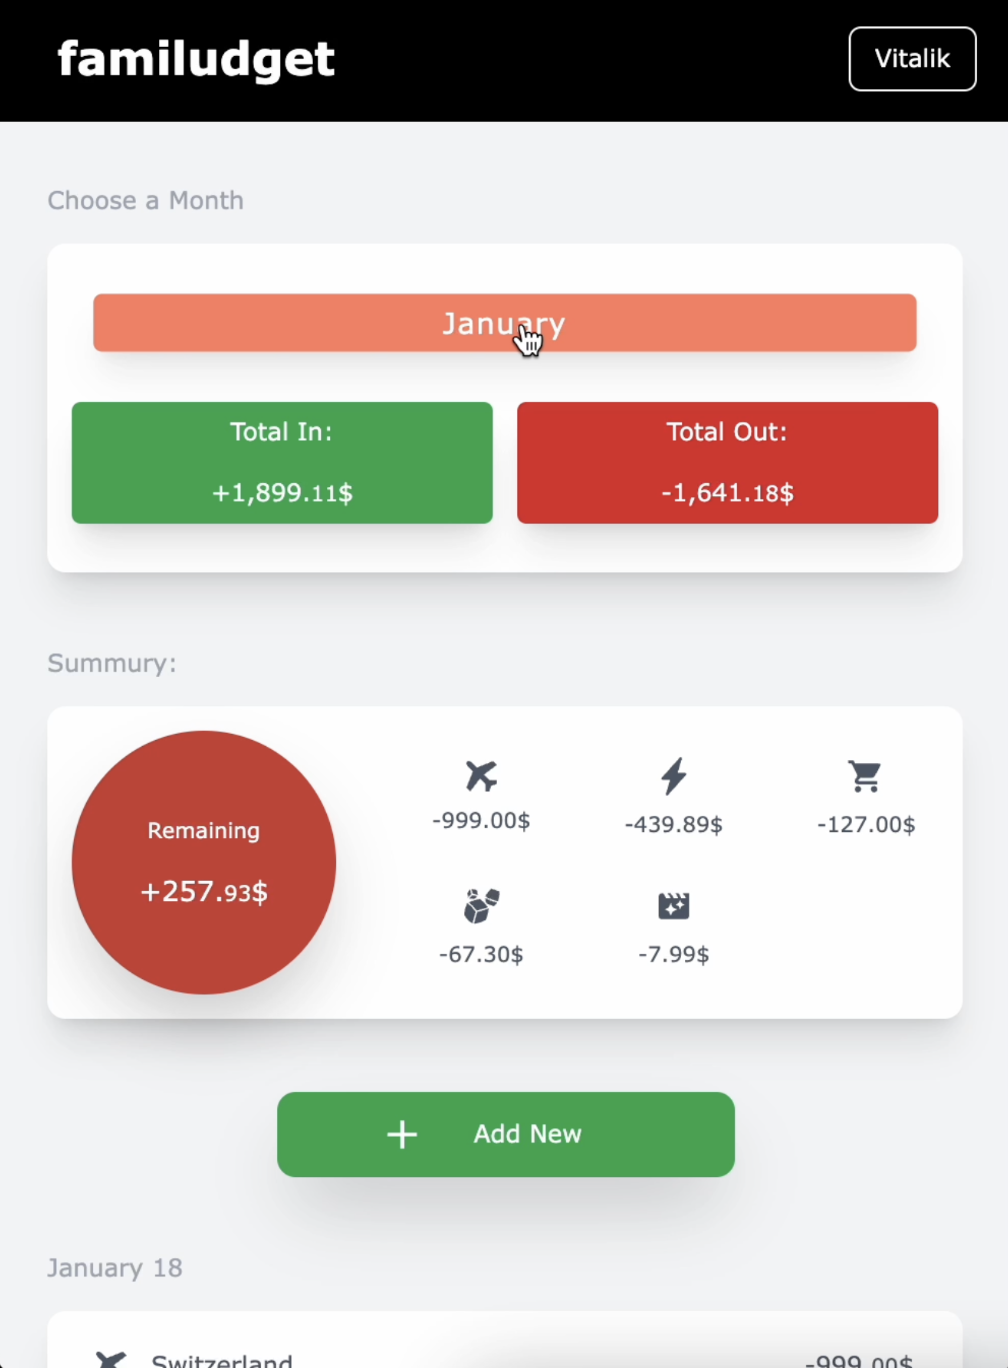 familudget
Vitalik
Choose a Month
January
Total In:
+1,899.11$
Total Out:
-1,641.18$
Summury:
Remaining
+257.93$
-999.00$
-439.89$
-127.00$
-67.30$
-7.99$
Add New
January 18
Switzerland
-999.00$